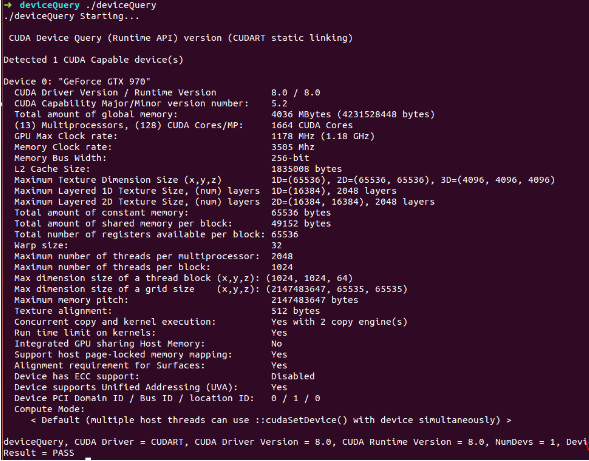 ➜ deviceQuery ./deviceQuery
./deviceQuery Starting...
CUDA Device Query (Runtime API) version (CUDART static linking)
Detected 1 CUDA Capable device(s)
Device 0: "GeForce GTX 970"
CUDA Driver Version / Runtime Version 8.0 / 8.0
CUDA Capability Major/Minor version number: 5.2
Total amount of global memory: 4036 MBytes (4231528448 bytes)
(13) Multiprocessors, (128) CUDA Cores/MP: 1664 CUDA Cores
GPU Max Clock rate: 1178 MHz (1.18 GHz)
Memory Clock rate: 3505 Mhz
Memory Bus Width: 256-bit
L2 Cache Size: 1835008 bytes
Maximum Texture Dimension Size (x,y,z) 1D=(65536), 2D=(65536, 65536), 3D=(4096, 4096, 4096)
Maximum Layered 1D Texture Size, (num) layers 1D=(16384), 2048 layers
Maximum Layered 2D Texture Size, (num) layers 2D=(16384, 16384), 2048 layers
Total amount of constant memory: 65536 bytes
Total amount of shared memory per block: 49152 bytes
Total number of registers available per block: 65536
Warp size: 32
Maximum number of threads per multiprocessor: 2048
Maximum number of threads per block: 1024
Max dimension size of a thread block (x,y,z): (1024, 1024, 64)
Max dimension size of a grid size (x,y,z): (2147483647, 65535, 65535)
Maximum memory pitch: 2147483647 bytes
Texture alignment: 512 bytes
Concurrent copy and kernel execution: Yes with 2 copy engine(s)
Run time limit on kernels: Yes
Integrated GPU sharing Host Memory: No
Support host page-locked memory mapping: Yes
Alignment requirement for Surfaces: Yes
Device has ECC support: Disabled
Device supports Unified Addressing (UVA): Yes
Device PCI Domain ID / Bus ID / location ID: 0 / 1 / 0
Compute Mode:
< Default (multiple host threads can use ::cudaSetDevice() with device simultaneously) >
deviceQuery, CUDA Driver = CUDART, CUDA Driver Version = 8.0, CUDA Runtime Version = 8.0, NumDevs = 1, Devi
Result = PASS